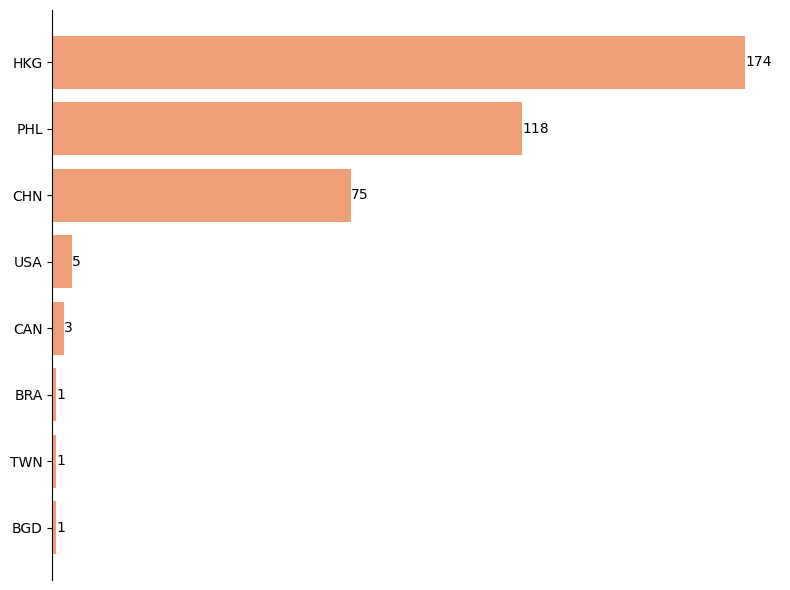 HKG 174
PHL 118
CHN 75
USA 5
CAN 3
BRA 1
TWN 1
BGD 1